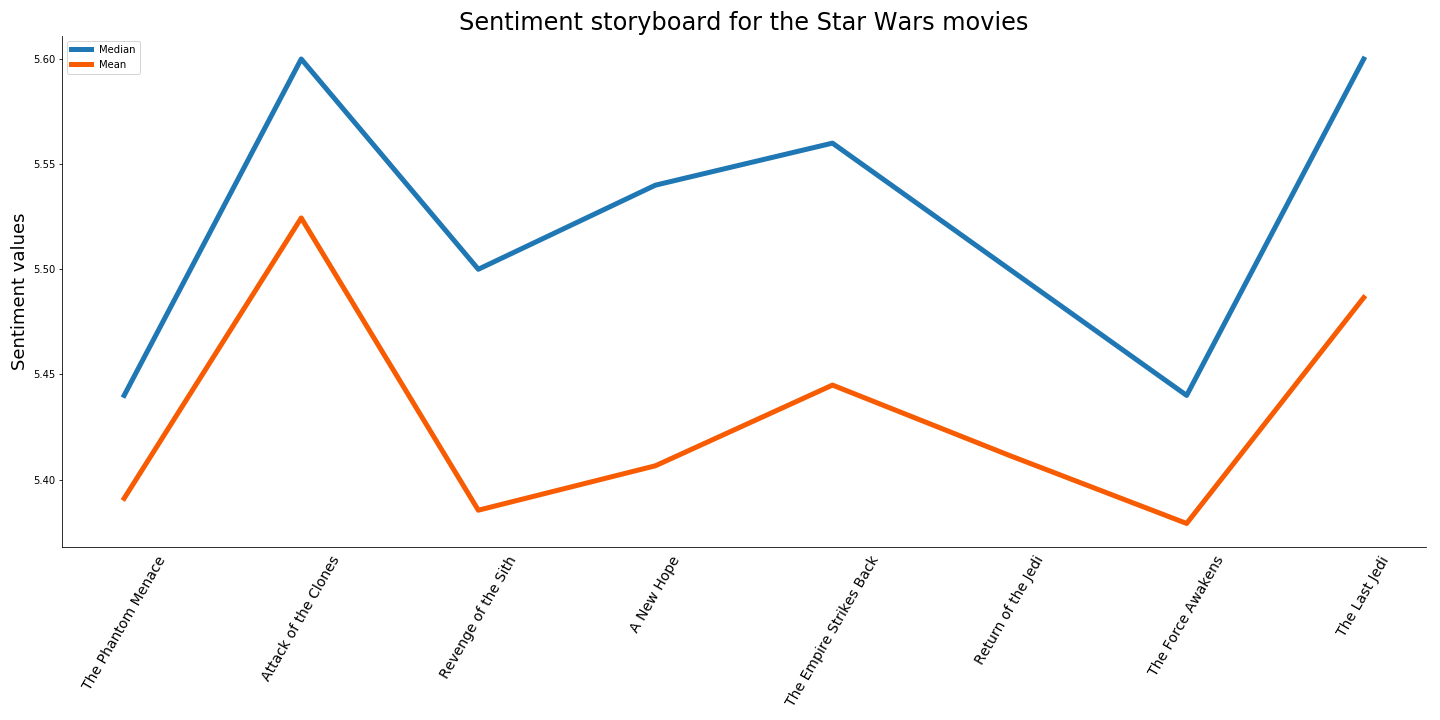 Sentiment storyboard for the Star Wars movies
Median
Mean
Sentiment values
5.60
5.55
5.50
5.45
5.40
The Phantom Menace
Attack of the Clones
Revenge of the Sith
A New Hope
The Empire Strikes Back
Return of the Jedi
The Force Awakens
The Last Jedi